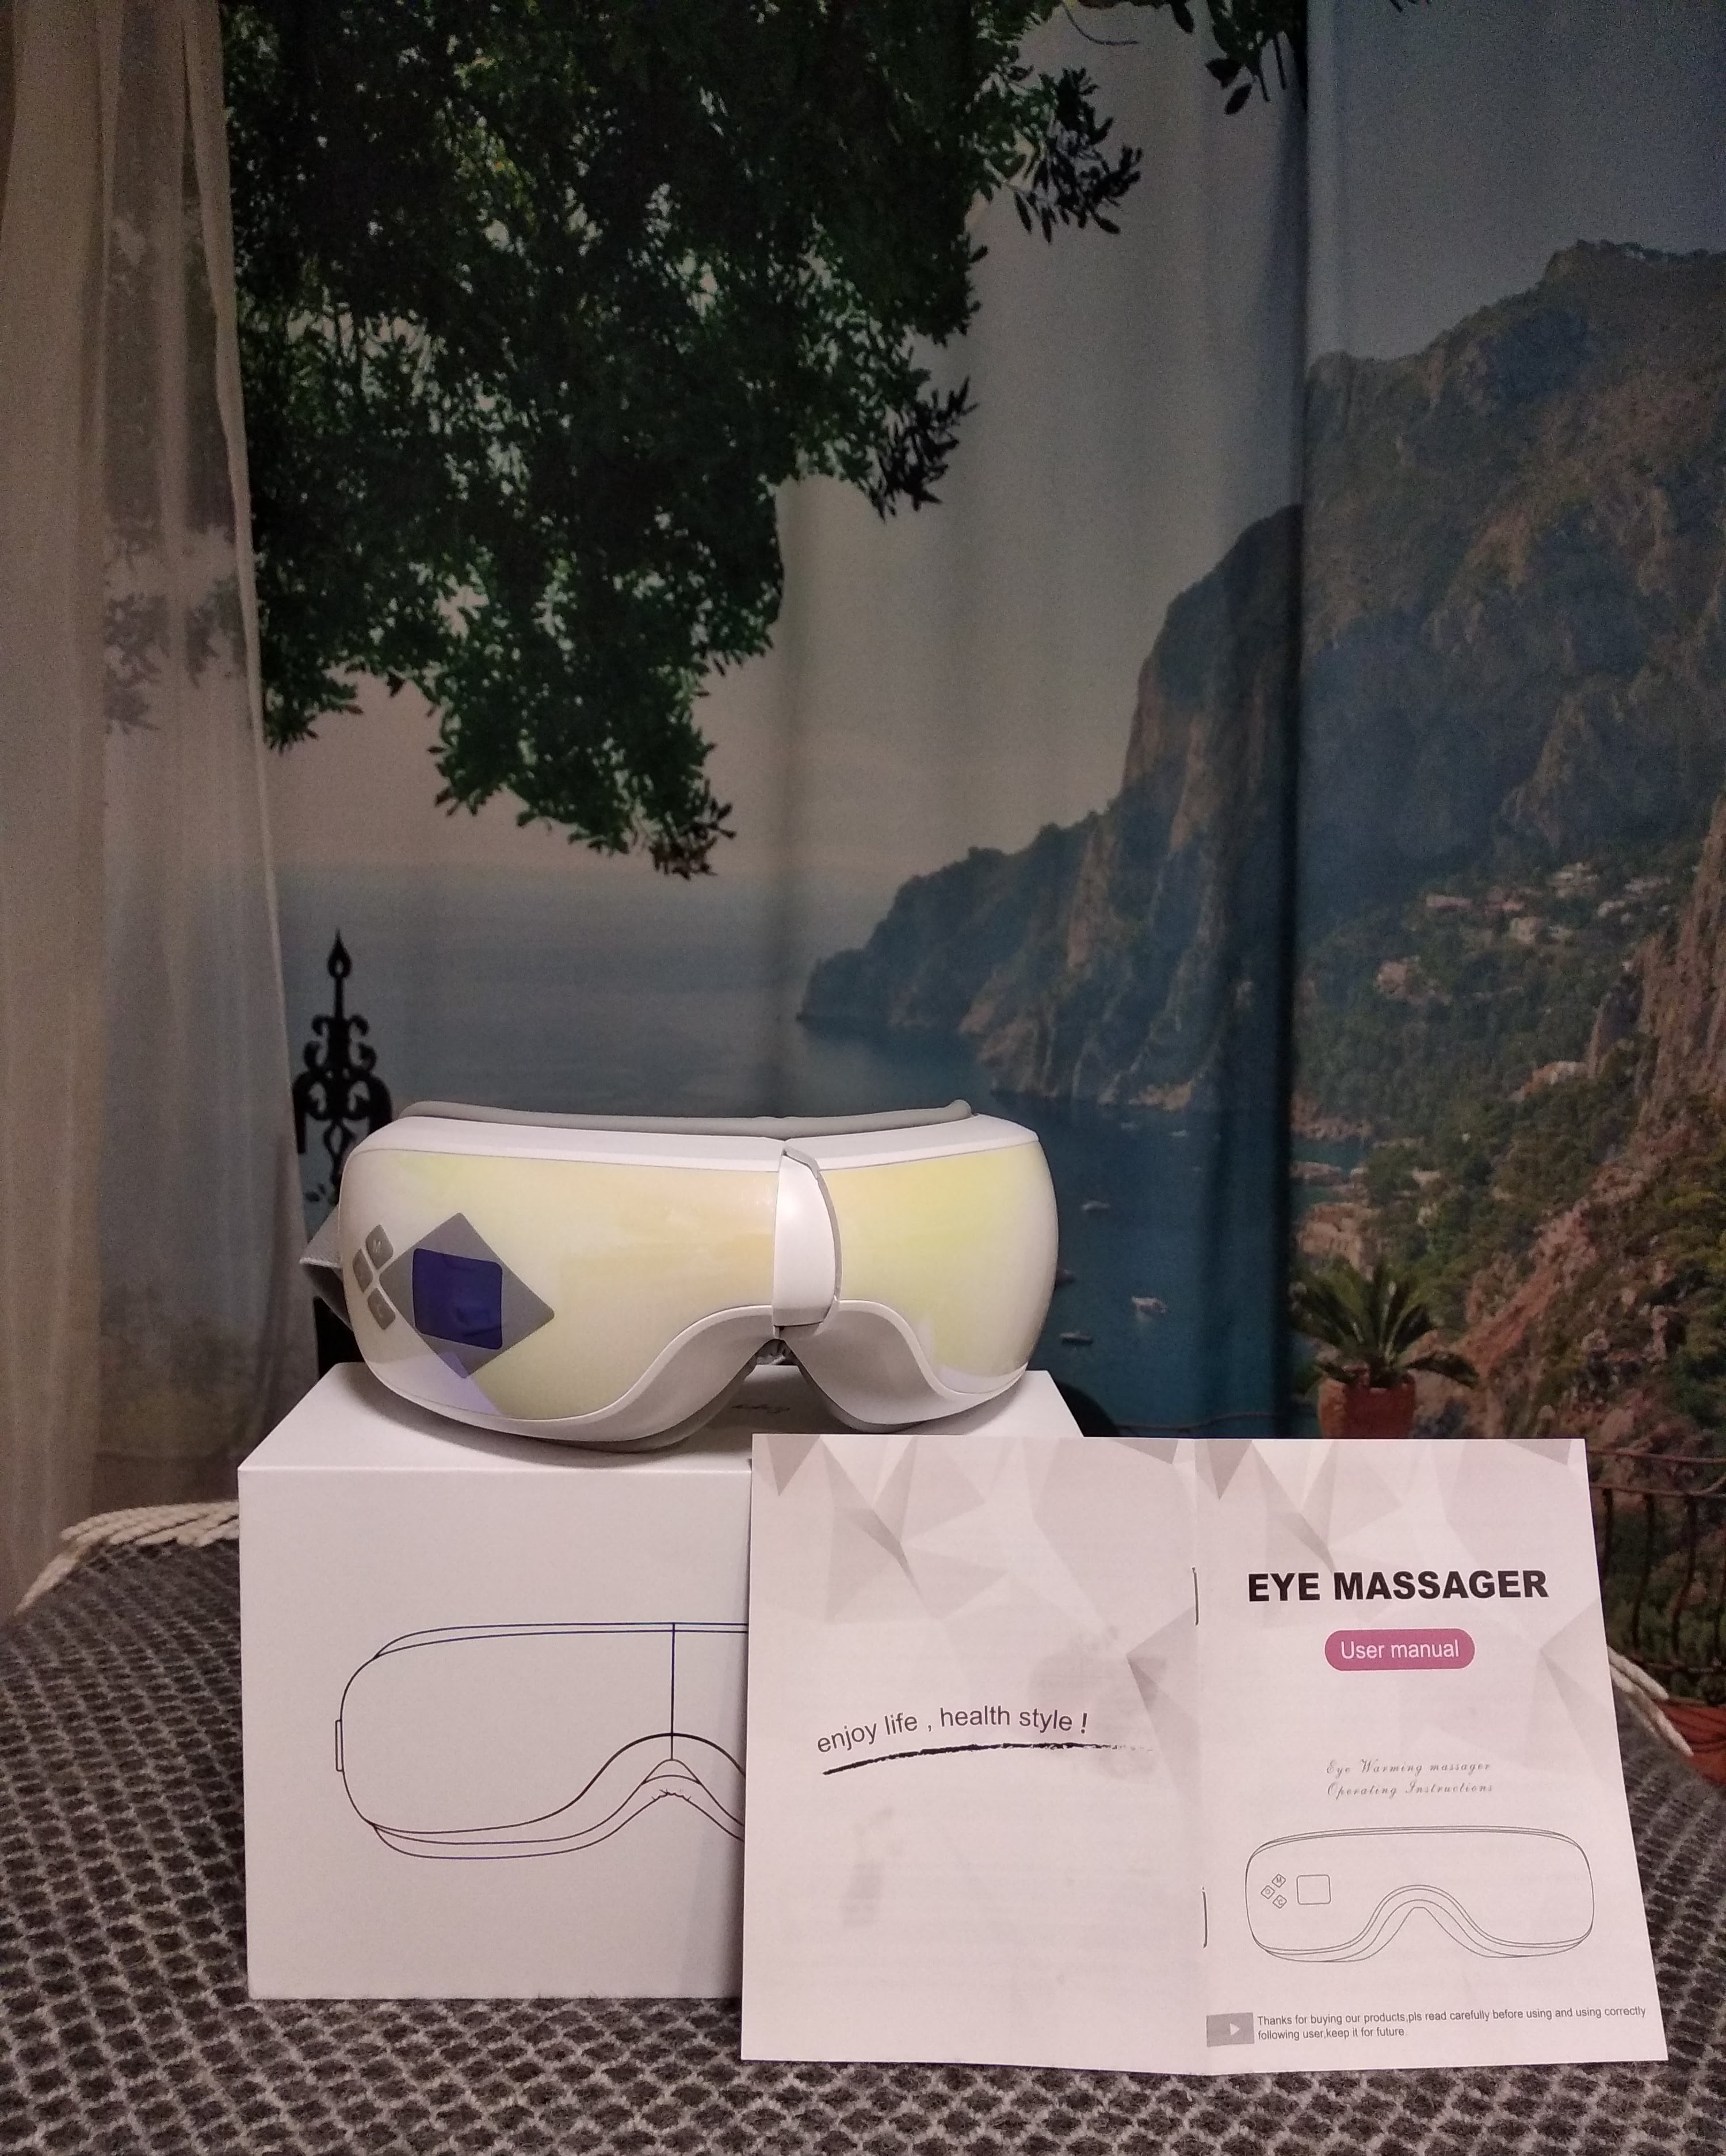 enjoy life , health style !
EYE MASSAGER
User manual
Eye Warming massager
Operating Instructions
M
D
C
Thanks for buying our products,pls read carefully before using and using correctly
following user,keep it for future.